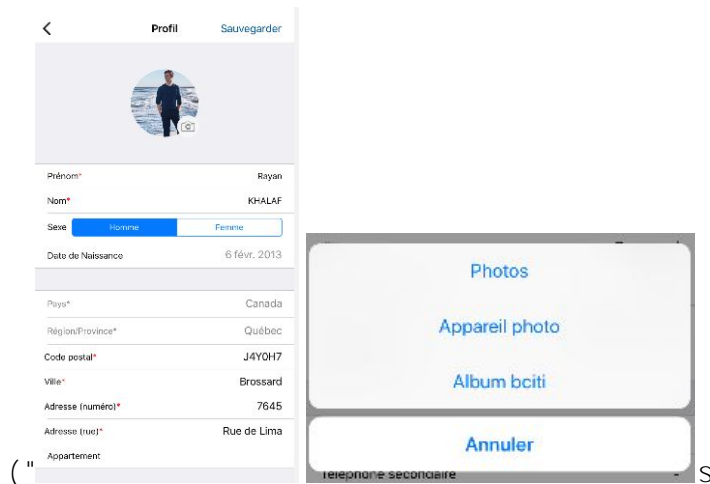 Profil Sauvegarder
Prénom* Rayan
Nom* KHALAF
Sexe Homme Femme
Date de Naissance 6 févr. 2013
Pays* Canada
Région/Province* Québec
Code postal* J4Y0H7
Ville* Brossard
Adresse (numéro)* 7645
Adresse (rue)* Rue de Lima
Appartement
Photos
Appareil photo
Album bciti
Annuler
Téléphone secondaire -
( "
s